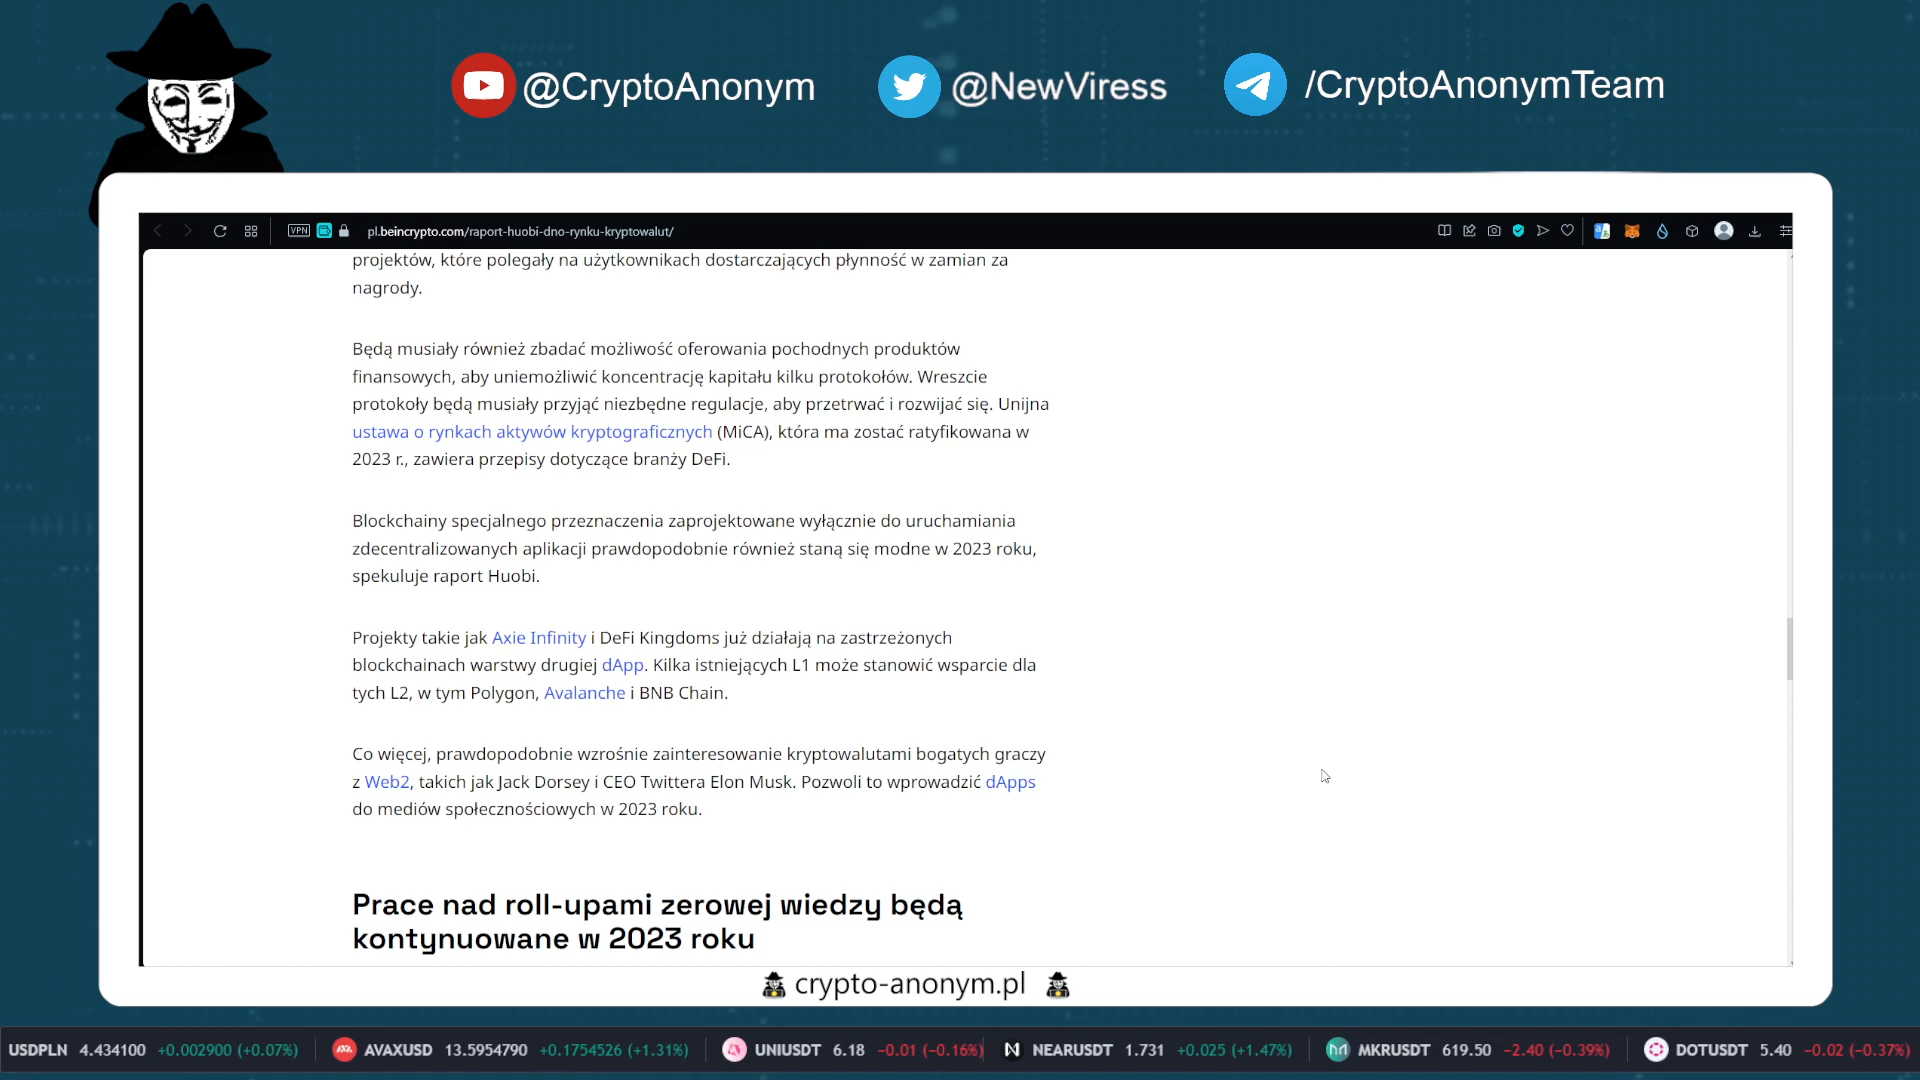 @CryptoAnonym
@NewViress
/CryptoAnonymTeam
VPN
pl.beincrypto.com/raport-huobi-dno-rynku-kryptowalut/
projektów, które polegały na użytkownikach dostarczających płynność w zamian za
nagrody.
Będą musiały również zbadać możliwość oferowania pochodnych produktów
finansowych, aby uniemożliwić koncentrację kapitału kilku protokołów. Wreszcie
protokoły będą musiały przyjąć niezbędne regulacje, aby przetrwać i rozwijać się. Unijna
ustawa o rynkach aktywów kryptograficznych (MiCA), która ma zostać ratyfikowana w
2023 r., zawiera przepisy dotyczące branży DeFi.
Blockchainy specjalnego przeznaczenia zaprojektowane wyłącznie do uruchamiania
zdecentralizowanych aplikacji prawdopodobnie również staną się modne w 2023 roku,
spekuluje raport Huobi.
Projekty takie jak Axie Infinity i DeFi Kingdoms już działają na zastrzeżonych
blockchainach warstwy drugiej dApp. Kilka istniejących L1 może stanowić wsparcie dla
tych L2, w tym Polygon, Avalanche i BNB Chain.
Co więcej, prawdopodobnie wzrośnie zainteresowanie kryptowalutami bogatych graczy
z Web2, takich jak Jack Dorsey i CEO Twittera Elon Musk. Pozwoli to wprowadzić dApps
do mediów społecznościowych w 2023 roku.
Prace nad roll-upami zerowej wiedzy będą
kontynuowane w 2023 roku
crypto-anonym.pl
USDPLN 4.434100 +0.002900 (+0.07%) AVAXUSD 13.5954790 +0.1754526 (+1.31%) UNIUSDT 6.18 −0.01 (−0.16%) NEARUSDT 1.731 +0.025 (+1.47%) MKRUSDT 619.50 −2.40 (−0.39%) DOTUSDT 5.40 −0.02 (−0.37%)